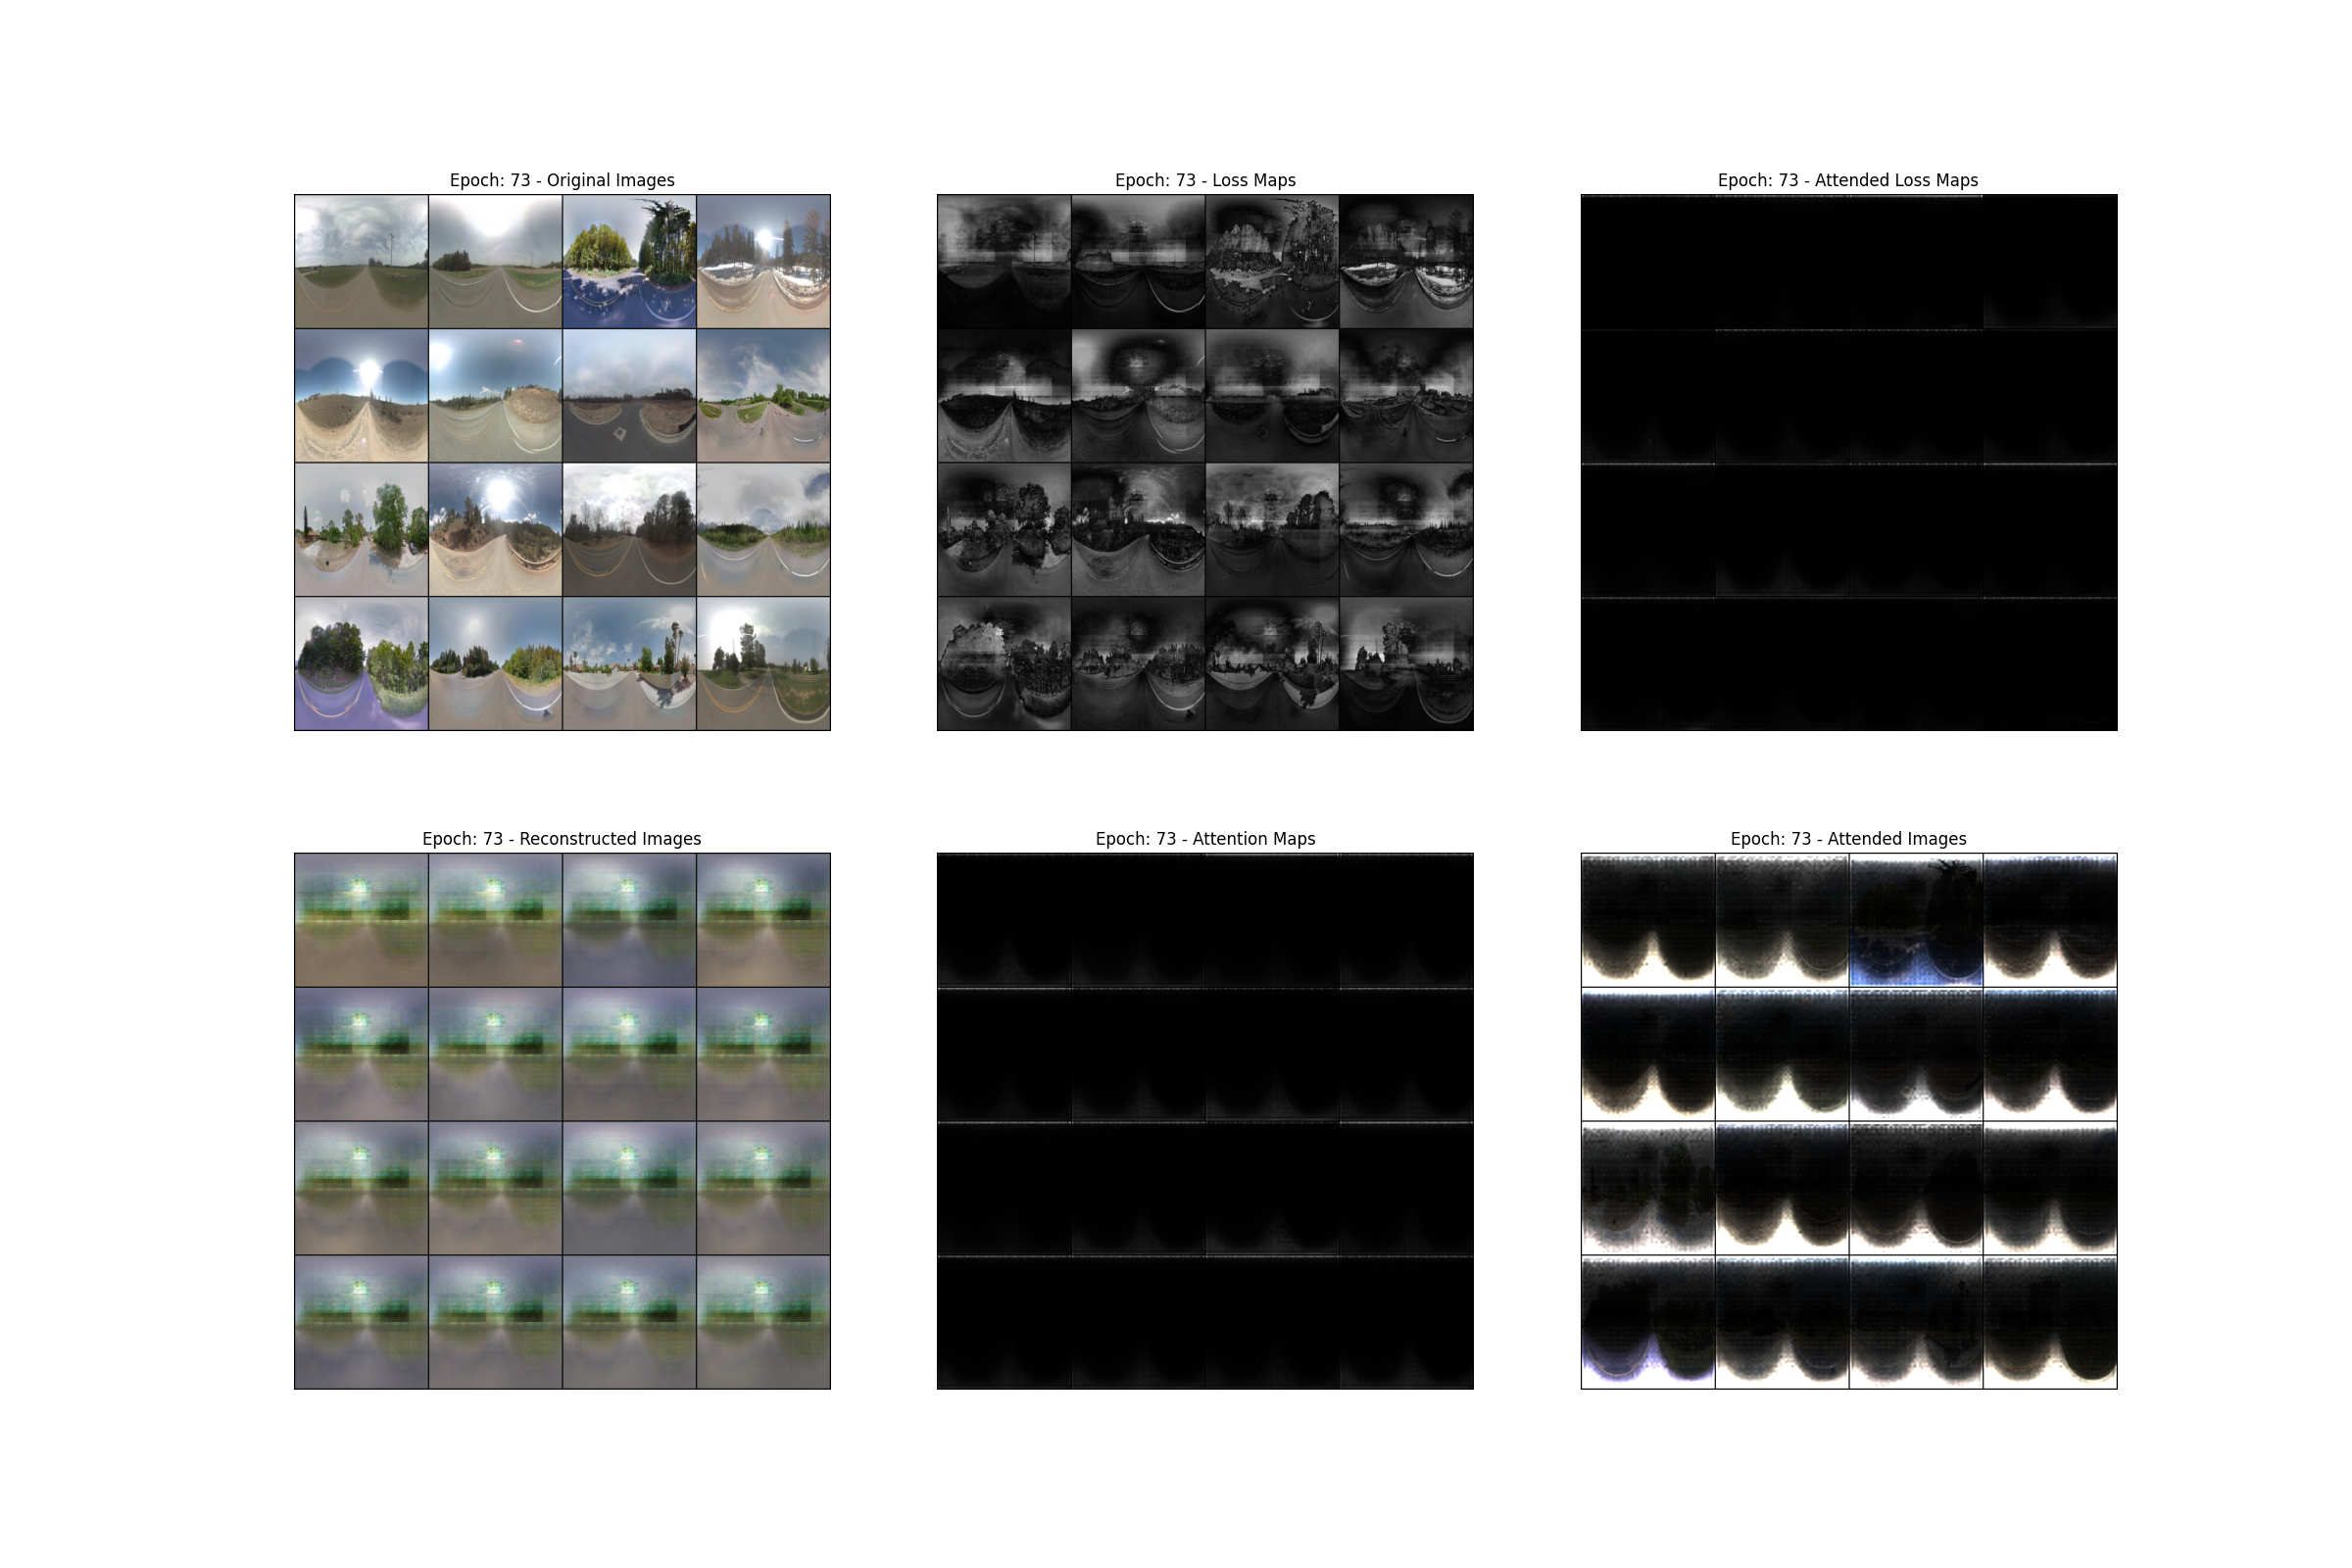 Epoch: 73 - Original Images
Epoch: 73 - Loss Maps
Epoch: 73 - Attended Loss Maps
Epoch: 73 - Reconstructed Images
Epoch: 73 - Attention Maps
Epoch: 73 - Attended Images